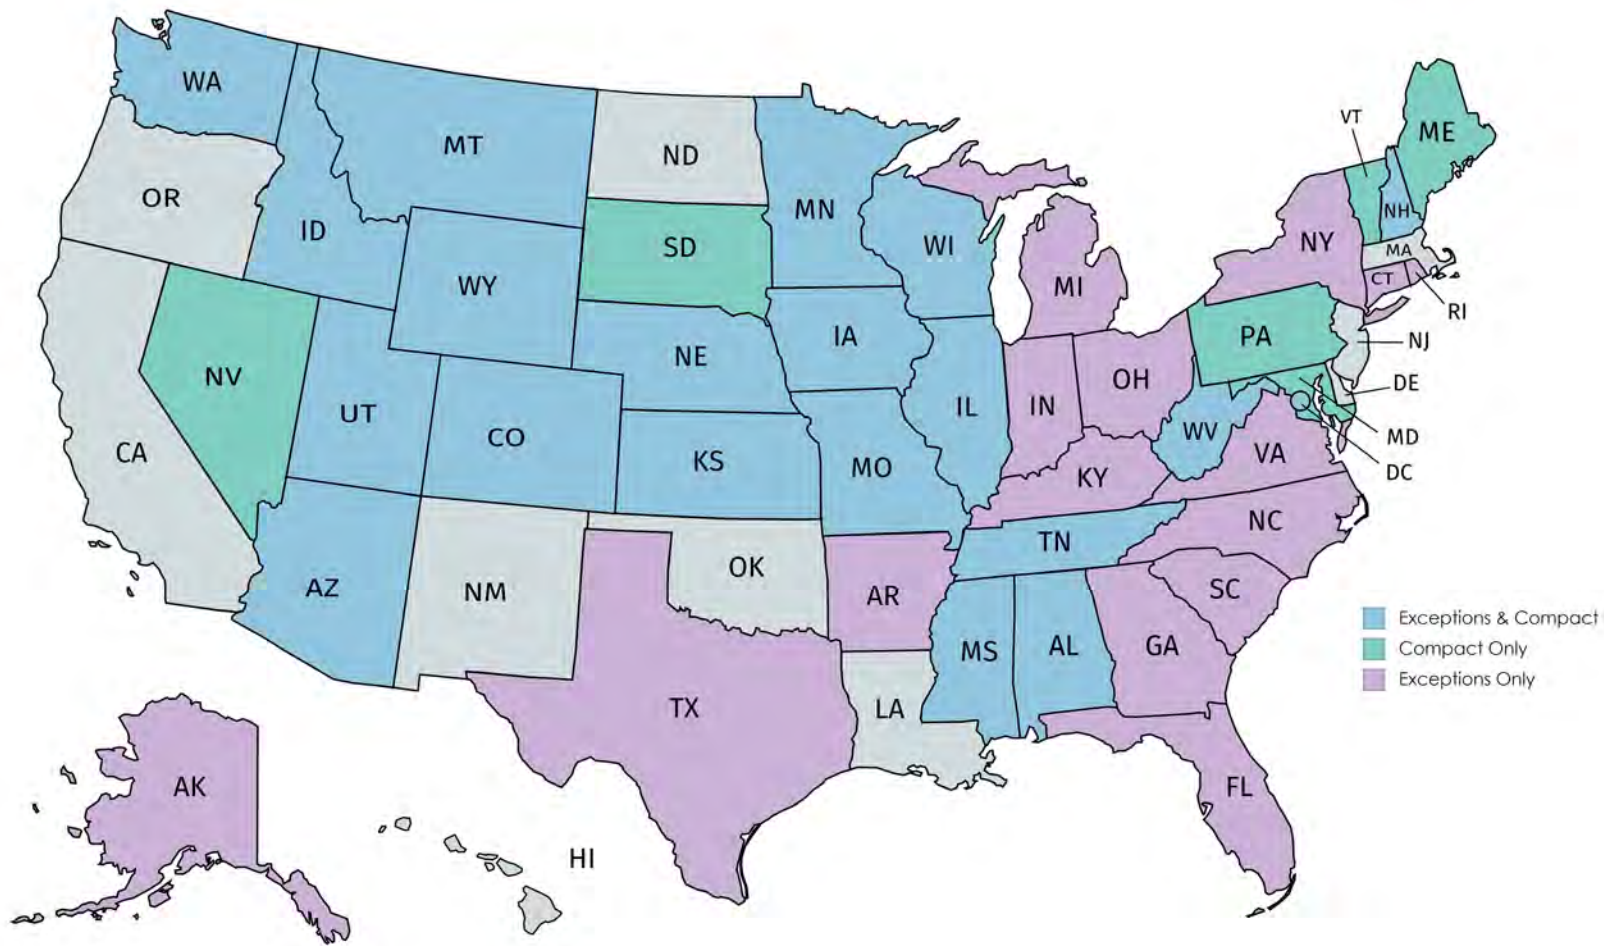 WA
MT
ND
MN
VT
ME
OR
ID
SD
WI
NH
NY
MA
WY
MI
CT
RI
IA
PA
NJ
NE
NV
OH
DE
UT
IL
IN
CO
WV
MD
CA
KS
MO
KY
VA
DC
NC
TN
OK
AZ
NM
AR
SC
Exceptions & Compact
MS
AL
GA
Compact Only
Exceptions Only
TX
LA
AK
FL
HI